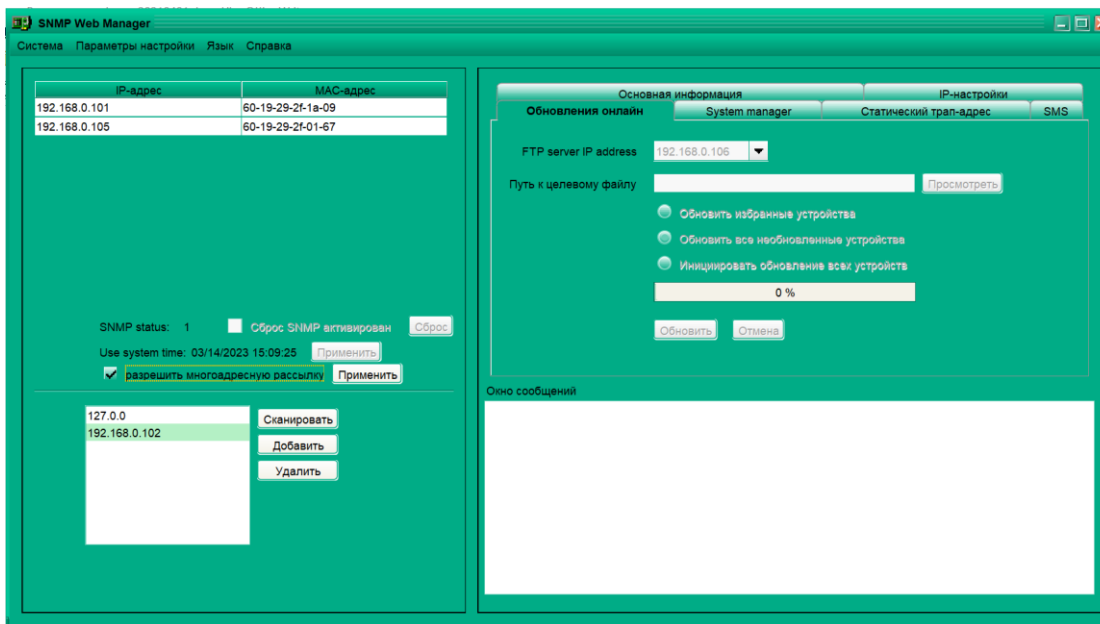 SNMP Web Manager
Система Параметры настройки Язык Справка
IP-адрес MAC-адрес
192.168.0.101 60-19-29-2f-1a-09
192.168.0.105 60-19-29-2f-01-67
SNMP status: 1 Сброс SNMP активирован Сброс
Use system time: 03/14/2023 15:09:25 Применить
разрешить многоадресную рассылку Применить
127.0.0
192.168.0.102
Сканировать
Добавить
Удалить
Основная информация IP-настройки
Обновления онлайн System manager Статический трап-адрес SMS
FTP server IP address 192.168.0.106
Путь к целевому файлу Просмотреть
Обновить избранные устройства
Обновить все необновленные устройства
Инициировать обновление всех устройств
0 %
Обновить Отмена
Окно сообщений